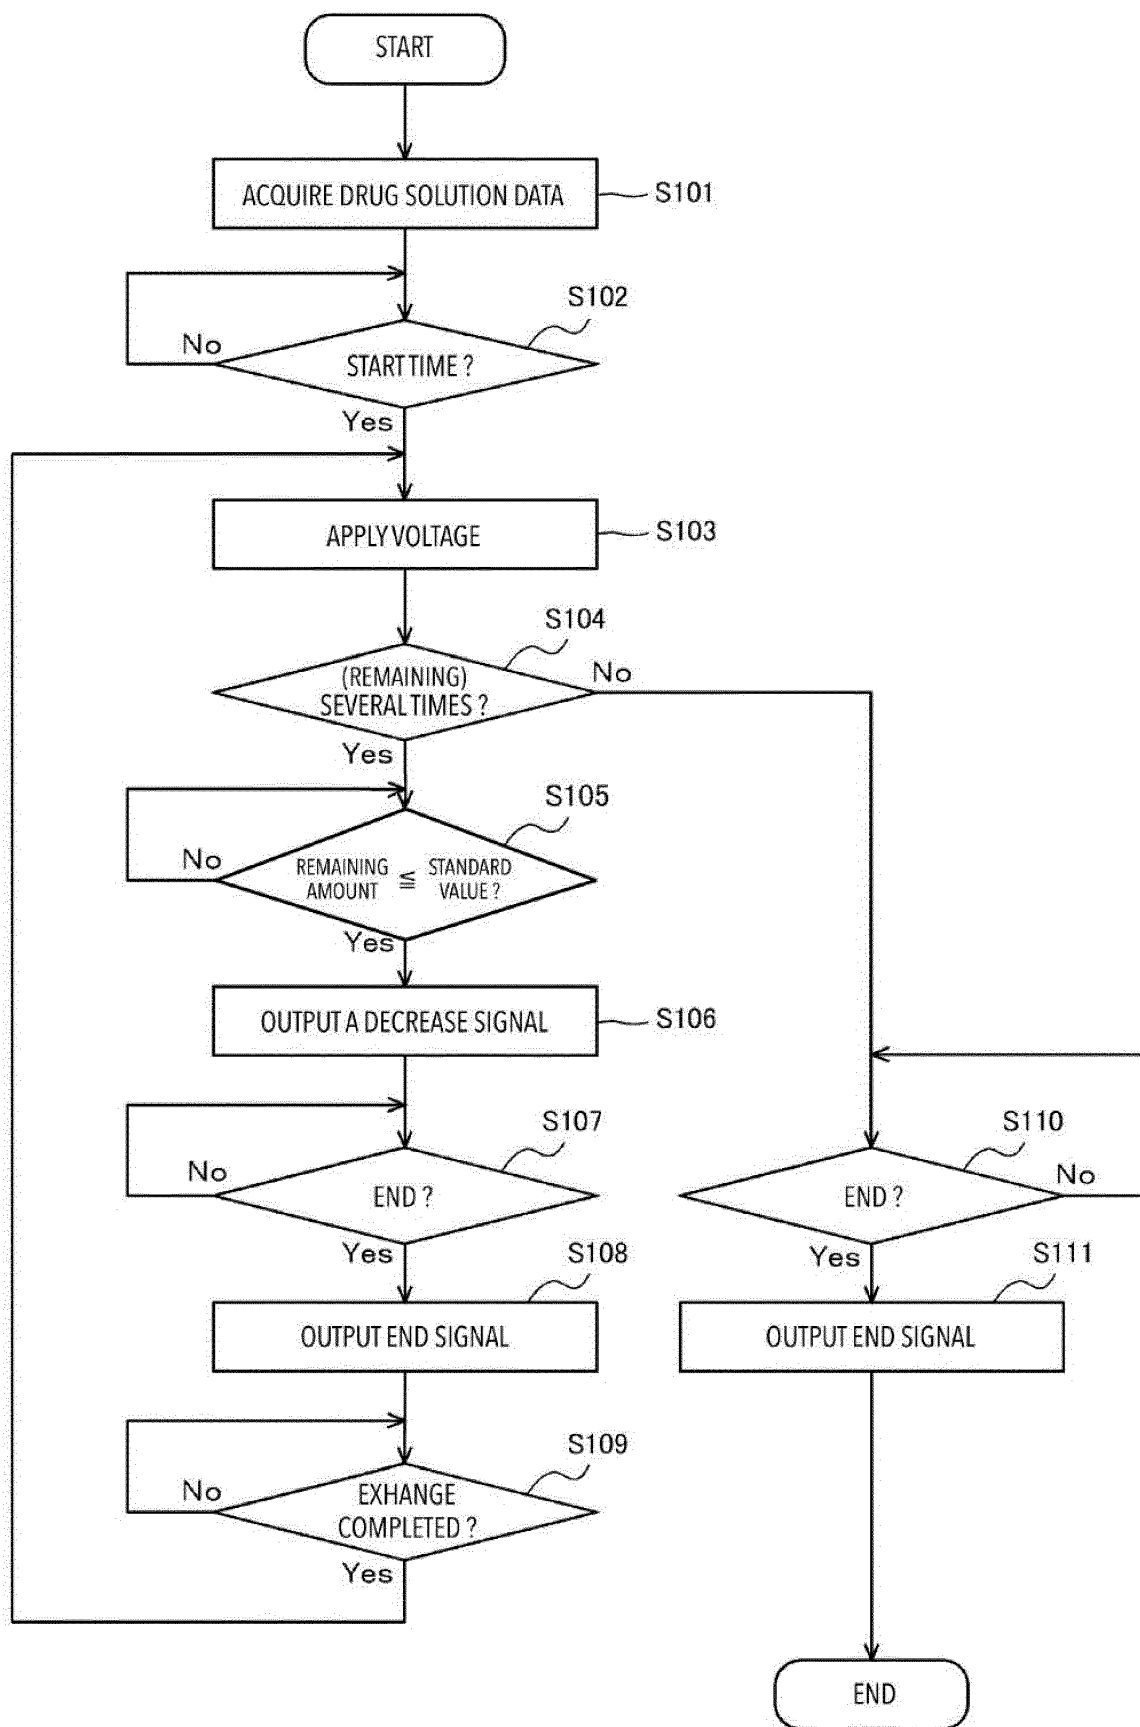 START
ACQUIRE DRUG SOLUTION DATA
S101
S102
No
START TIME ?
Yes
APPLY VOLTAGE
S103
S104
(REMAINING)
SEVERAL TIMES ?
No
Yes
S105
No
REMAINING
AMOUNT
≦
STANDARD
VALUE ?
Yes
OUTPUT A DECREASE SIGNAL
S106
S107
No
END ?
Yes
S110
END ?
No
Yes
S108
OUTPUT END SIGNAL
S111
OUTPUT END SIGNAL
S109
No
EXHANGE
COMPLETED ?
Yes
END